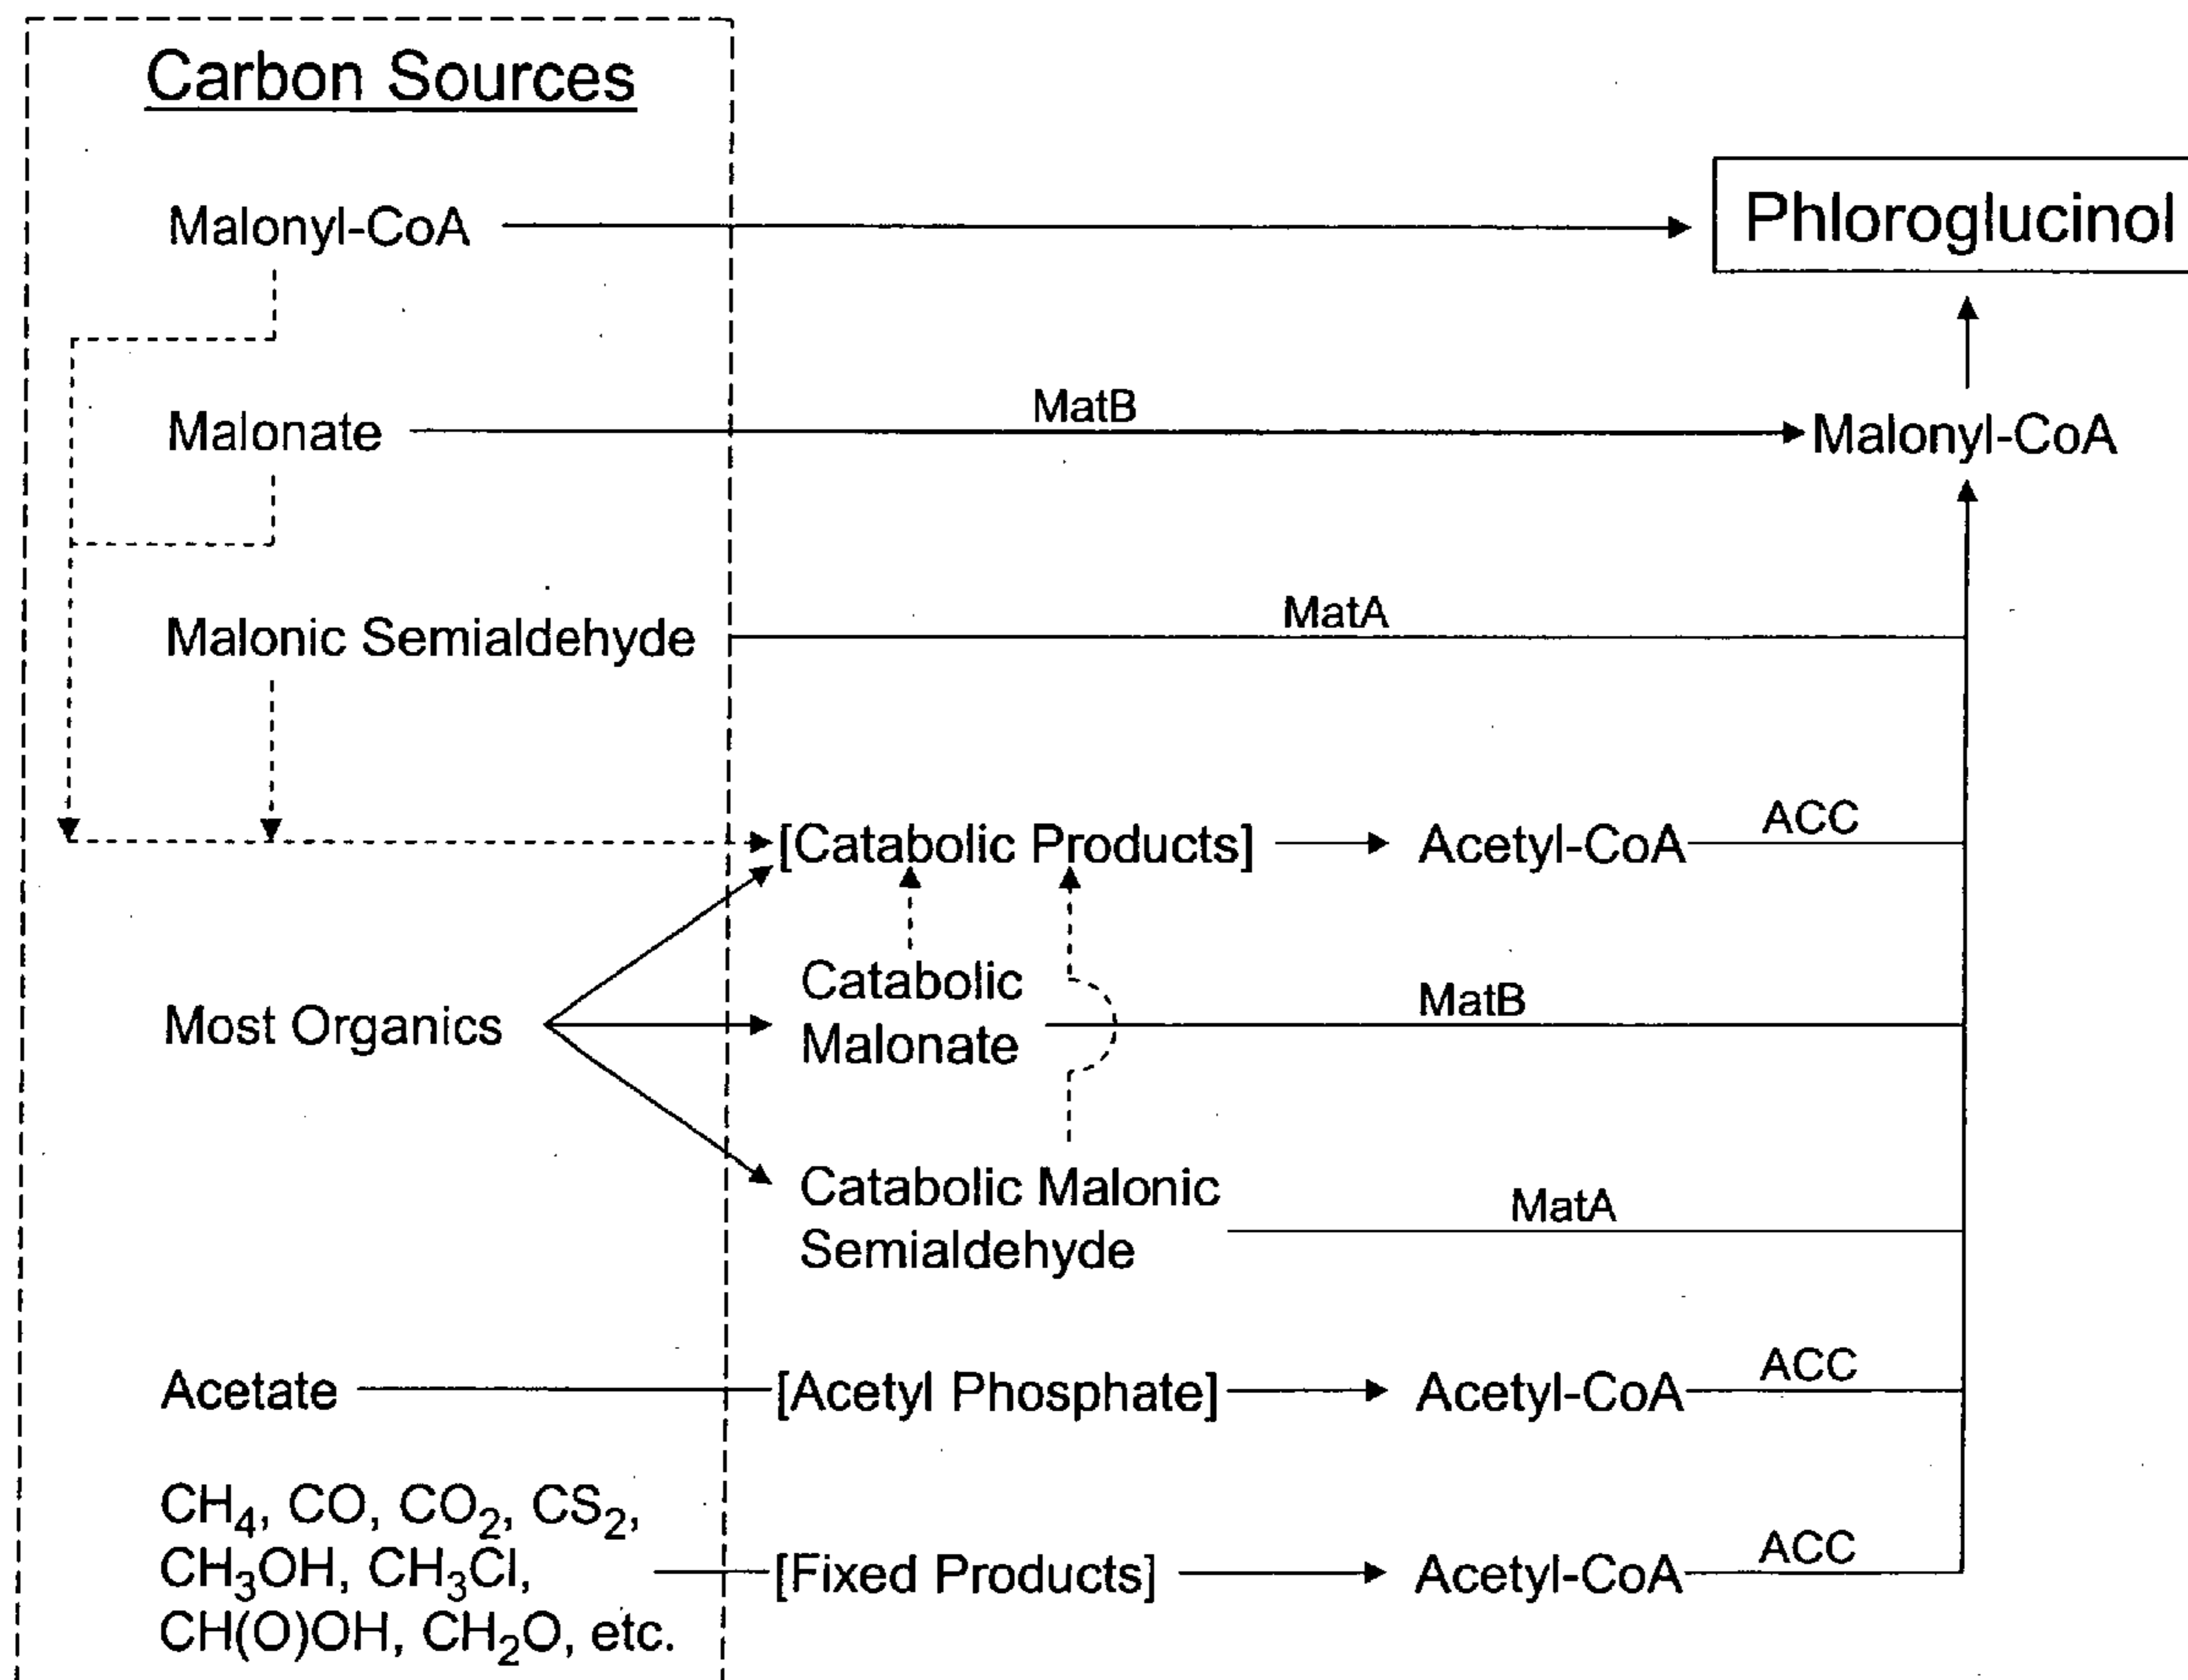 Carbon Sources
Malonyl-CoA
Phloroglucinol
Malonate
MatB
Malonyl-CoA
Malonic Semialdehyde
MatA
[Catabolic Products]
Acetyl-CoA
ACC
Most Organics
Catabolic
Malonate
MatB
Catabolic Malonic
Semialdehyde
MatA
Acetate
[Acetyl Phosphate]
Acetyl-CoA
ACC
CH₄, CO, CO₂, CS₂,
CH₃OH, CH₃Cl,
CH(O)OH, CH₂O, etc.
[Fixed Products]
Acetyl-CoA
ACC